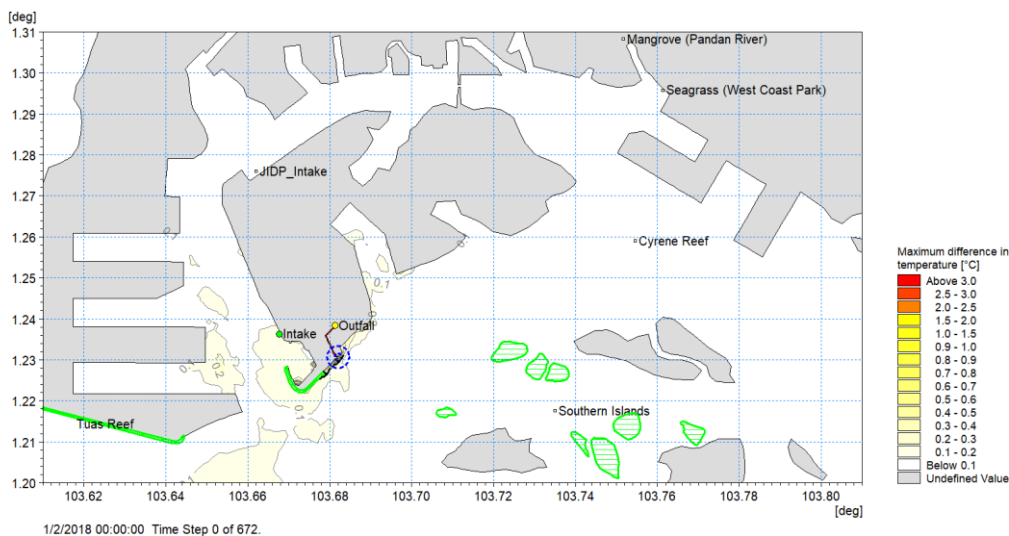 [deg]
1.31
Mangrove (Pandan River)
1.30
Seagrass (West Coast Park)
1.29
1.28
JIDP_Intake
1.27
1.26
Cyrene Reef
1.25
0.1
1.24
Intake
Outfall
1.23
0.2
1.22
0.1
Southern Islands
Tuas Reef
1.21
1.20
103.62 103.64 103.66 103.68 103.70 103.72 103.74 103.76 103.78 103.80
[deg]
1/2/2018 00:00:00 Time Step 0 of 672.
Maximum difference in
temperature [°C]
Above 3.0
2.5 - 3.0
2.0 - 2.5
1.5 - 2.0
1.0 - 1.5
0.9 - 1.0
0.8 - 0.9
0.7 - 0.8
0.6 - 0.7
0.5 - 0.6
0.4 - 0.5
0.3 - 0.4
0.2 - 0.3
0.1 - 0.2
Below 0.1
Undefined Value